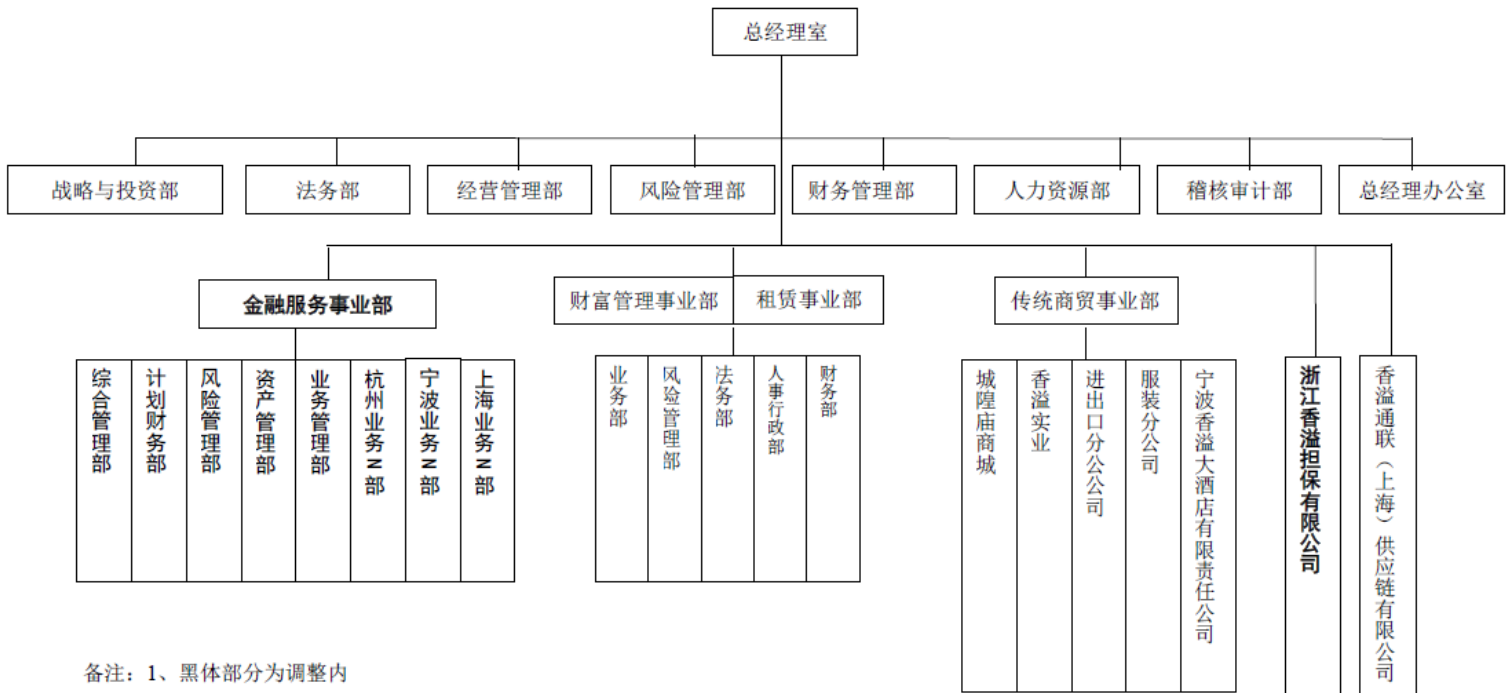 总经理室
战略与投资部
法务部
经营管理部
风险管理部
财务管理部
人力资源部
稽核审计部
总经理办公室
金融服务事业部
财富管理事业部
租赁事业部
传统商贸事业部
综合管理部
计划财务部
风险管理部
资产管理部
业务管理部
杭州业务N部
宁波业务N部
上海业务N部
业务部
风险管理部
法务部
人事行政部
财务部
城隍庙商城
香溢实业
进出口分公公司
服装分公司
宁波香溢大酒店有限责任公司
浙江香溢担保有限公司
香溢通联（上海）供应链有限公司
备注：1、黑体部分为调整内